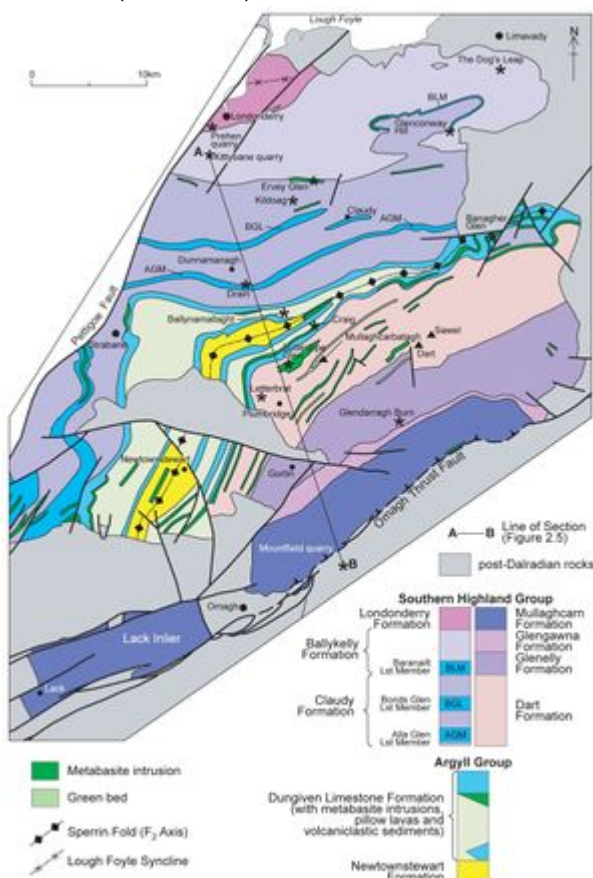 Lough Foyle
Limavady
N
The Dog's Leap
0
10km
BLM
Londonderry
Glenconway
Hill
Prehen
quarry
A
Kittybane quarry
Ervey Glen
Kildoag
Claudy
Banagher
Glen
BGL
AGM
Dunnamanagh
AGM
Drain
Pettigoe Fault
Ballynamallaght
Craig
Strabane
Mullaghcarbatagh
Sawel
Dart
Letterbrat
Plumbridge
Glendarragh Burn
Newtownstewart
Gortin
Omagh Thrust Fault
A
B
Line of Section
(Figure 2.5)
Mountfield quarry
B
post-Dalradian rocks
Omagh
Southern Highland Group
Londonderry
Formation
Mullaghcarn
Formation
Lack Inlier
Ballykelly
Formation
Glengawna
Formation
Glenelly
Formation
Baranailt
Lst Member
BLM
Lack
Claudy
Formation
Bonds Glen
Lst Member
BGL
Dart
Formation
Alla Glen
Lst Member
AGM
Argyll Group
Metabasite intrusion
Green bed
Dungiven Limestone Formation
(with metabasite intrusions,
pillow lavas and
volcaniclastic sediments)
Sperrin Fold (F2 Axis)
Lough Foyle Syncline
Newtownstewart
Formation